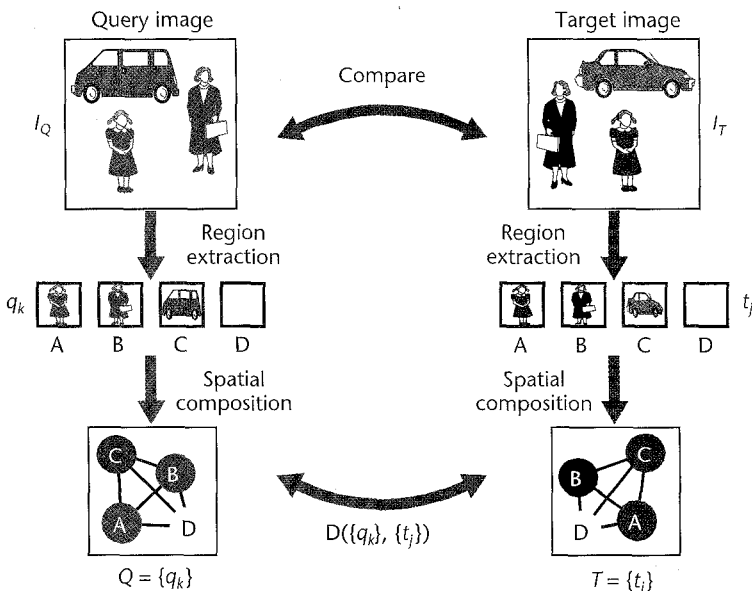 Query image
Target image
Compare
I_Q
I_T
Region
extraction
Region
extraction
q_k
t_j
A B C D
A B C D
Spatial
composition
Spatial
composition
C
B
A
D
C
B
D
A
D({q_k}, {t_j})
Q = {q_k}
T = {t_j}